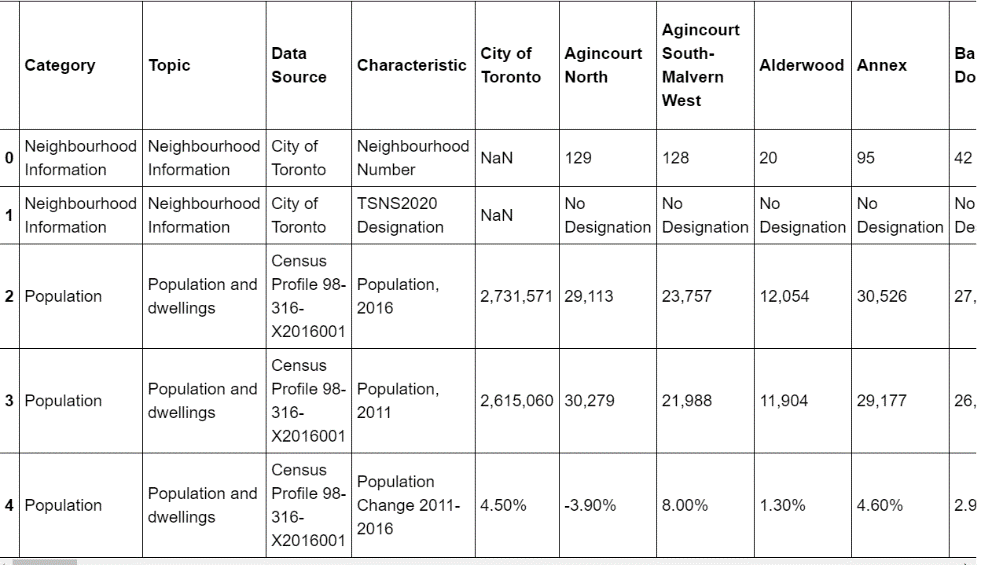 Category Topic Data Source Characteristic City of Toronto Agincourt North Agincourt South-Malvern West Alderwood Annex Ba Do
0 Neighbourhood Information Neighbourhood Information City of Toronto Neighbourhood Number NaN 129 128 20 95 42
1 Neighbourhood Information Neighbourhood Information City of Toronto TSNS2020 Designation NaN No Designation No Designation No Designation No Designation No De
2 Population Population and dwellings Census Profile 98-316-X2016001 Population, 2016 2,731,571 29,113 23,757 12,054 30,526 27,
3 Population Population and dwellings Census Profile 98-316-X2016001 Population, 2011 2,615,060 30,279 21,988 11,904 29,177 26,
4 Population Population and dwellings Census Profile 98-316-X2016001 Population Change 2011-2016 4.50% -3.90% 8.00% 1.30% 4.60% 2.9